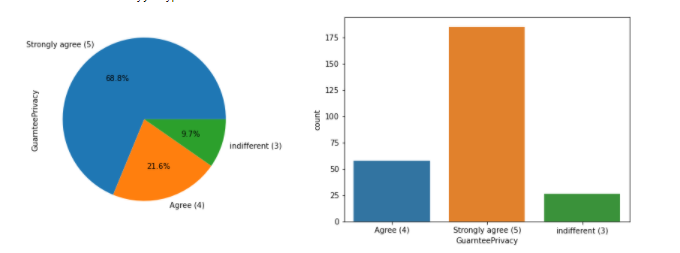 Strongly agree (5)
68.8%
GuarnteePrivacy
9.7%
indifferent (3)
21.6%
Agree (4)
175
150
125
100
75
50
25
0
count
Agree (4) Strongly agree (5) indifferent (3)
GuarnteePrivacy